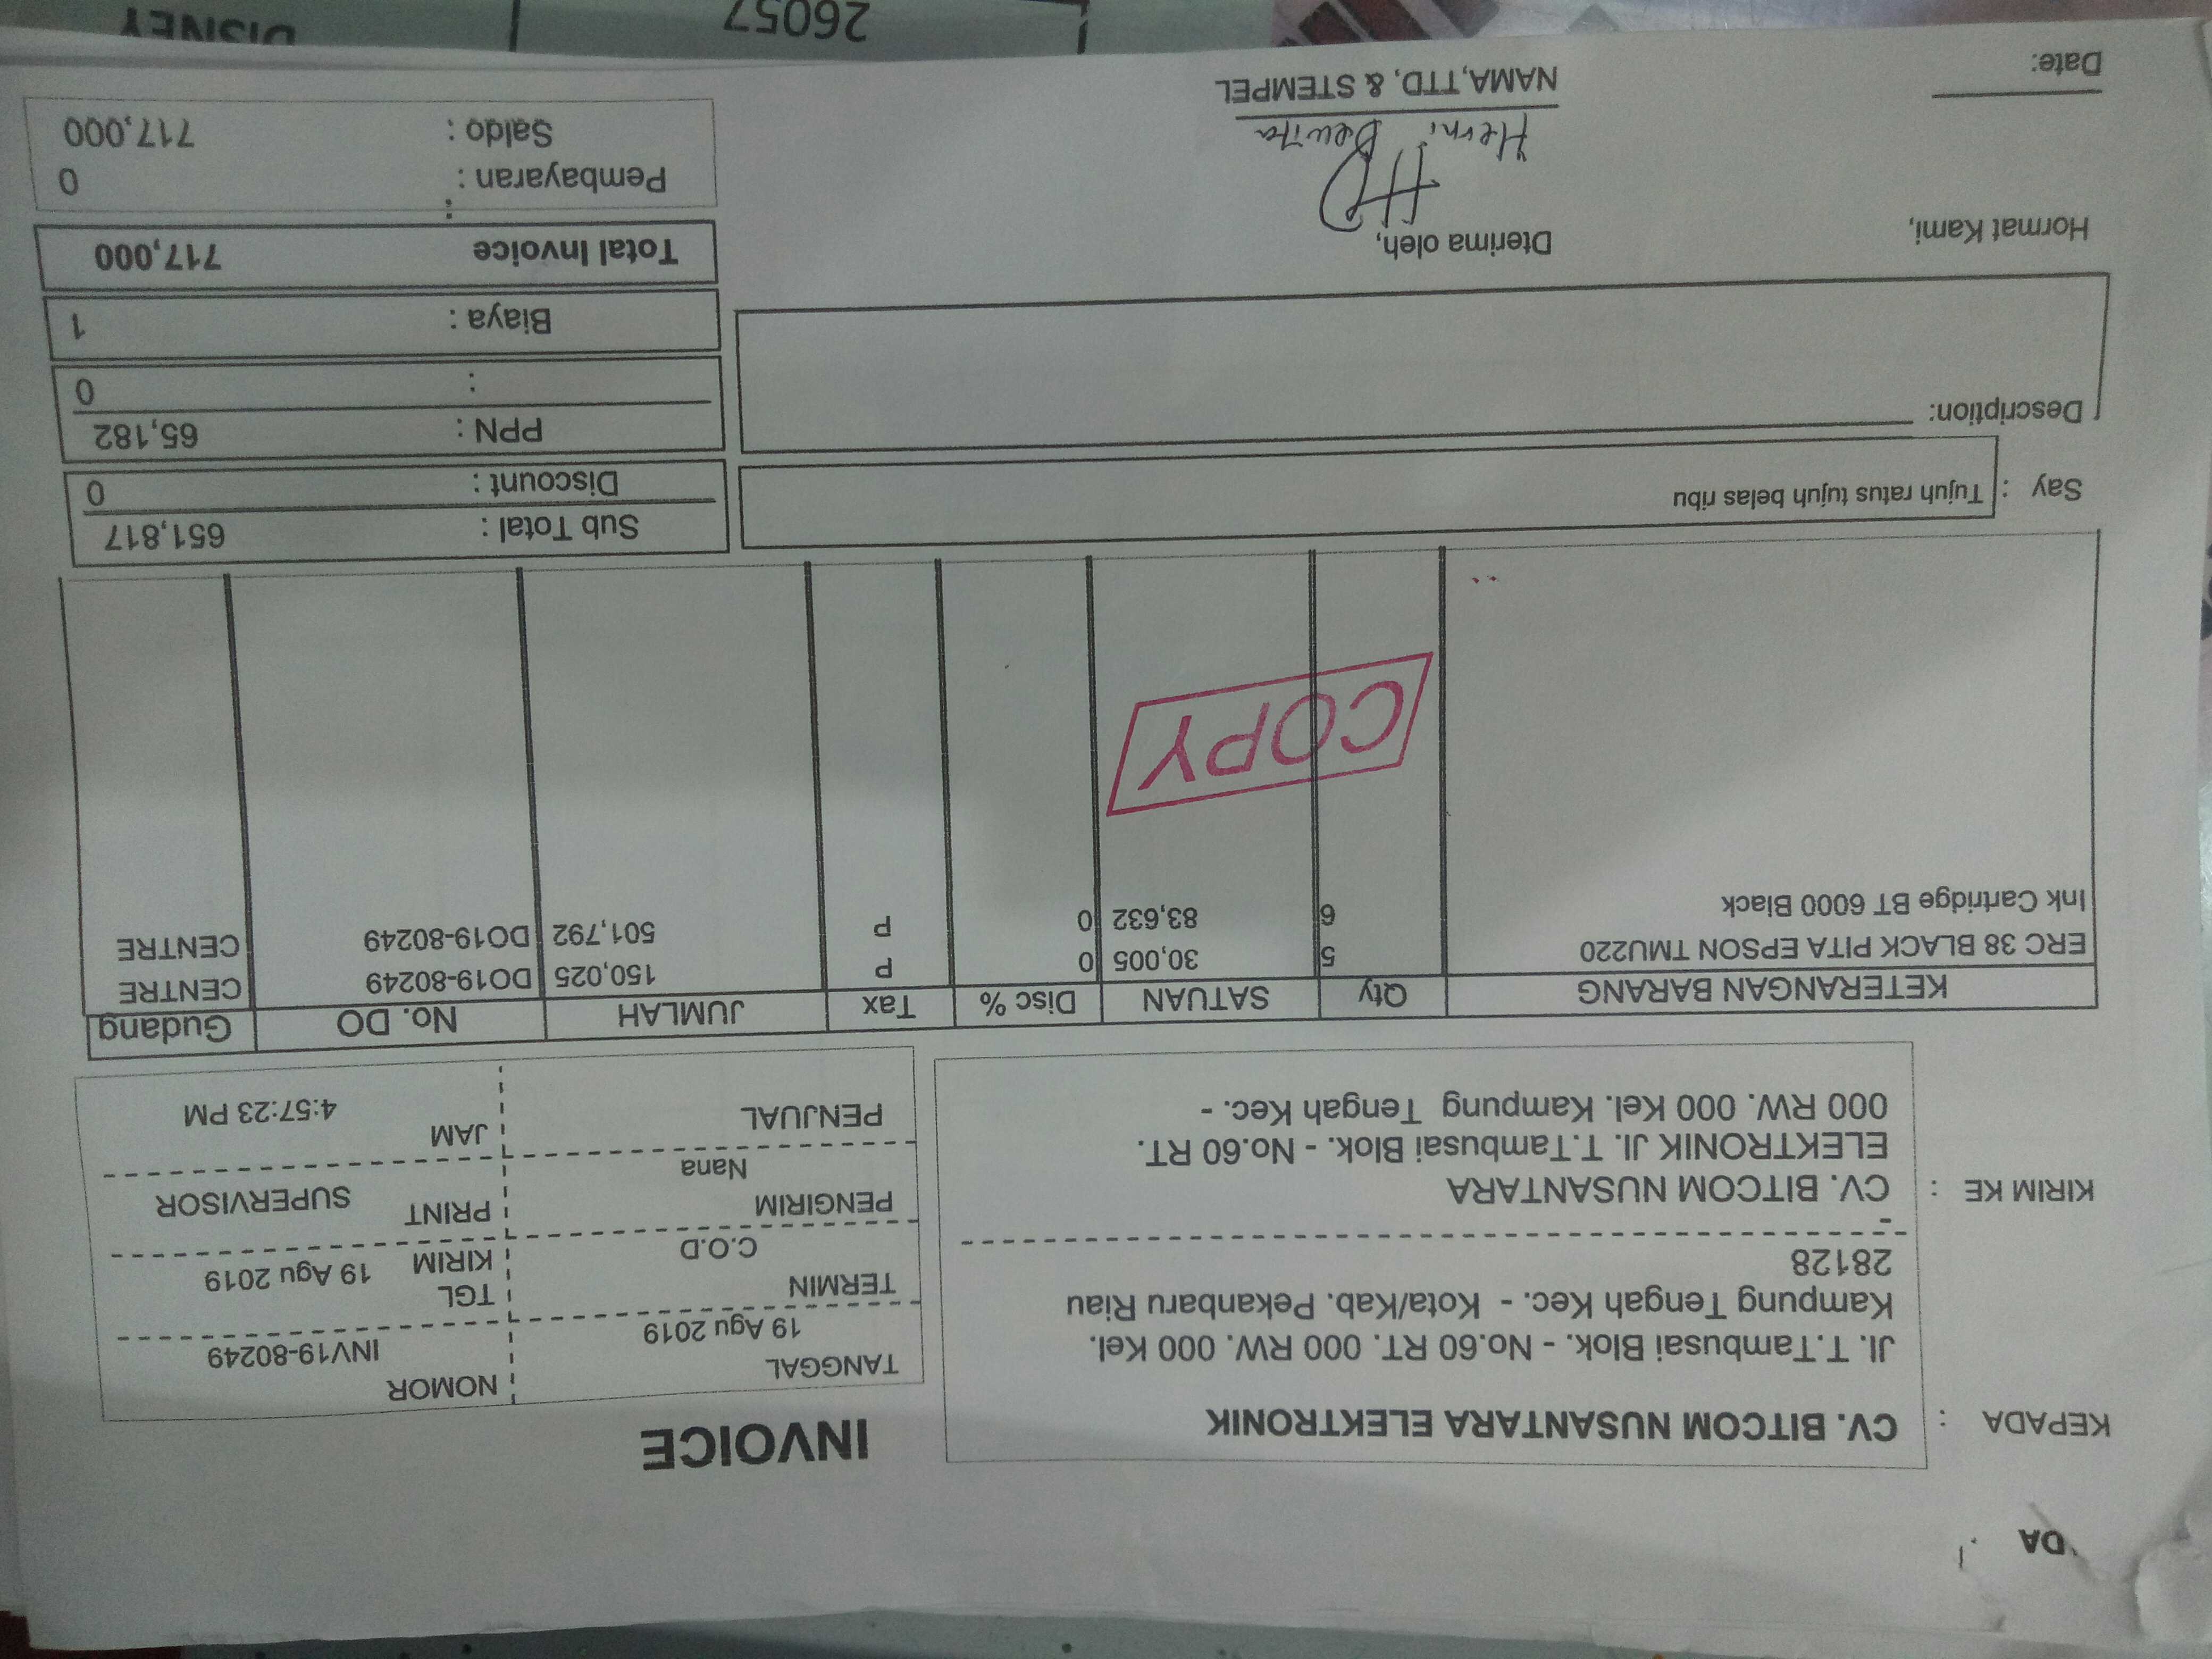 DA
INVOICE
KEPADA : CV. BITCOM NUSANTARA ELEKTRONIK
Jl. T.Tambusai Blok. - No.60 RT. 000 RW. 000 Kel.
Kampung Tengah Kec. - Kota/Kab. Pekanbaru Riau
28128
-
KIRIM KE : CV. BITCOM NUSANTARA
ELEKTRONIK Jl. T.Tambusai Blok. - No.60 RT.
000 RW. 000 Kel. Kampung Tengah Kec. -
TANGGAL
19 Agu 2019
NOMOR
INV19-80249
TERMIN
C.O.D
TGL
KIRIM 19 Agu 2019
PENGIRIM
Nana
PRINT SUPERVISOR
PENJUAL
JAM 4:57:23 PM
KETERANGAN BARANG Qty SATUAN Disc % Tax JUMLAH No. DO Gudang
ERC 38 BLACK PITA EPSON TMU220 5 30,005 0 P 150,025 DO19-80249 CENTRE
Ink Cartridge BT 6000 Black 6 83,632 0 P 501,792 DO19-80249 CENTRE
COPY
Say : Tujuh ratus tujuh belas ribu
Description:
Sub Total : 651,817
Discount : 0
PPN : 65,182
: 0
Biaya : 1
Total Invoice 717,000
:
Pembayaran : 0
Saldo : 717,000
Hormat Kami,
Dterima oleh,
Herni Dewita
NAMA,TTD, & STEMPEL
Date:
26057
DISNEY